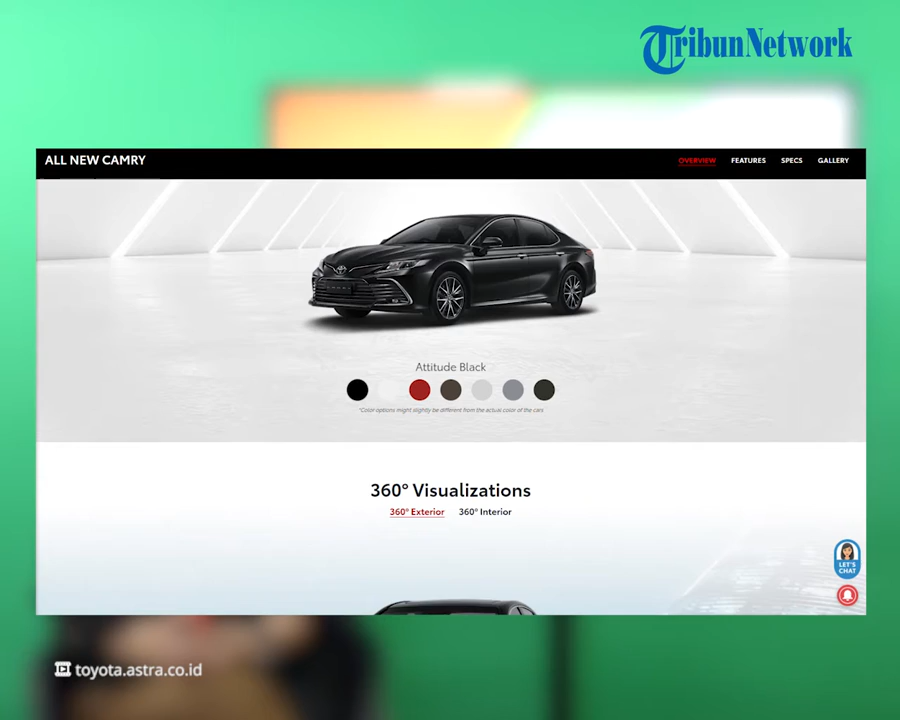 TribunNetwork
ALL NEW CAMRY
OVERVIEW FEATURES SPECS GALLERY
Attitude Black
*Color options might slightly be different from the actual color of the cars
360° Visualizations
360° Exterior 360° Interior
LET'S
CHAT
toyota.astra.co.id